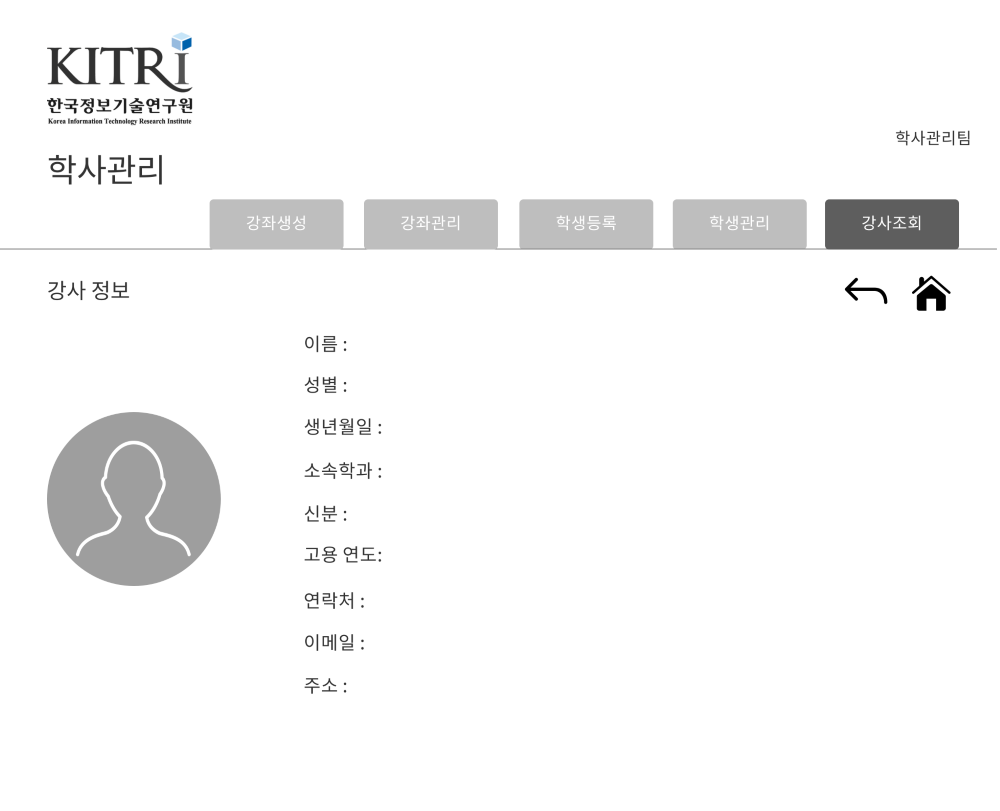 KITRI
한국정보기술연구원
Korea Information Technology Research Institute
학사관리팀
학사관리
강좌생성 강좌관리 학생등록 학생관리 강사조회
강사 정보
이름 :
성별 :
생년월일 :
소속학과 :
신분 :
고용 연도:
연락처 :
이메일 :
주소 :